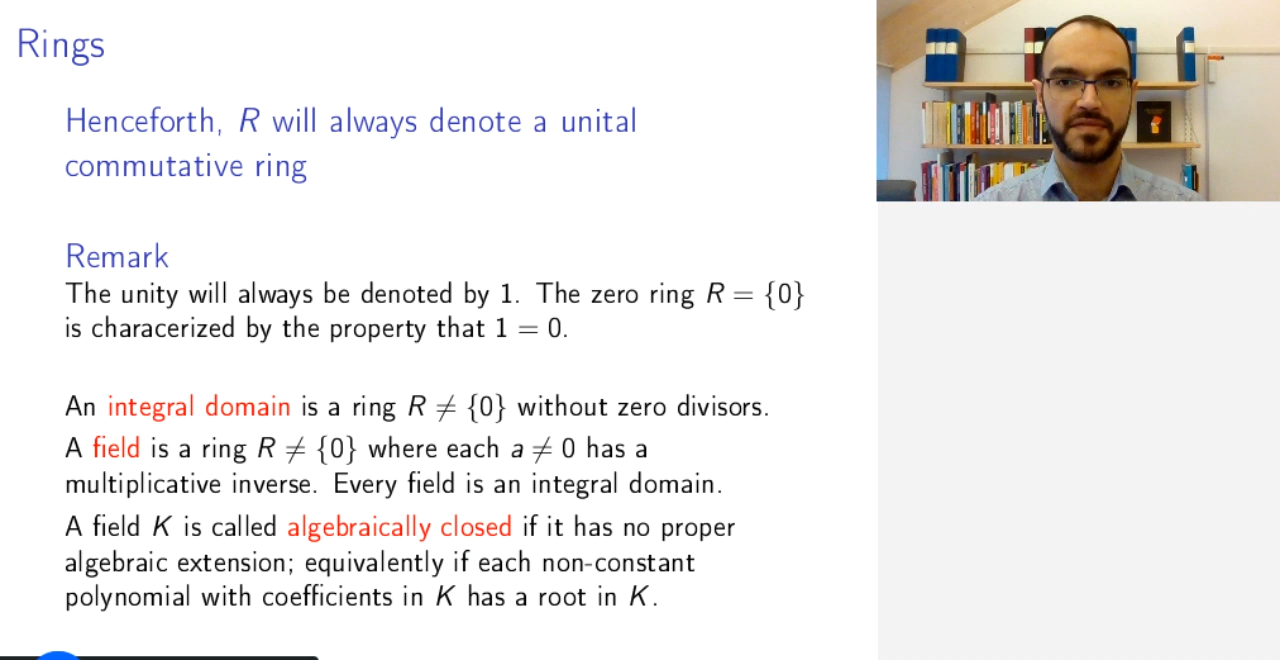 Rings
Henceforth, R will always denote a unital
commutative ring
Remark
The unity will always be denoted by 1. The zero ring R = {0}
is characerized by the property that 1 = 0.
An integral domain is a ring R ≠ {0} without zero divisors.
A field is a ring R ≠ {0} where each a ≠ 0 has a
multiplicative inverse. Every field is an integral domain.
A field K is called algebraically closed if it has no proper
algebraic extension; equivalently if each non-constant
polynomial with coefficients in K has a root in K.